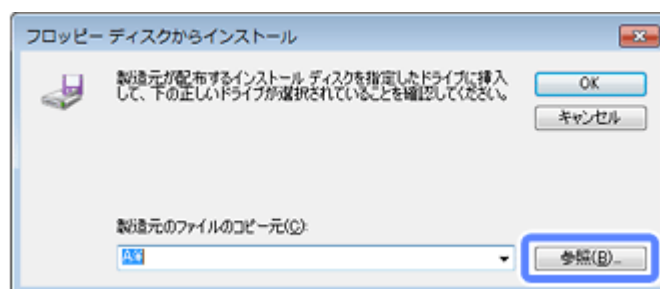 フロッピー ディスクからインストール
製造元が配布するインストール ディスクを指定したドライブに挿入
して、下の正しいドライブが選択されていることを確認してください。
OK
キャンセル
製造元のファイルのコピー元(C):
A:¥
参照(B)...